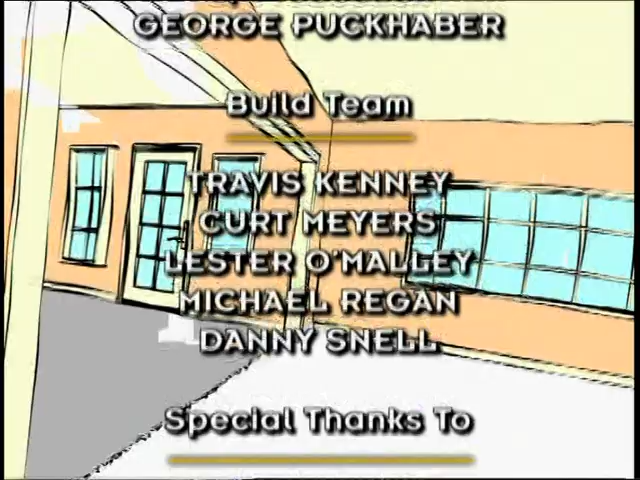 GEORGE PUCKHABER
Build Team
TRAVIS KENNEY
CURT MEYERS
LESTER O'MALLEY
MICHAEL REGAN
DANNY SNELL
Special Thanks To